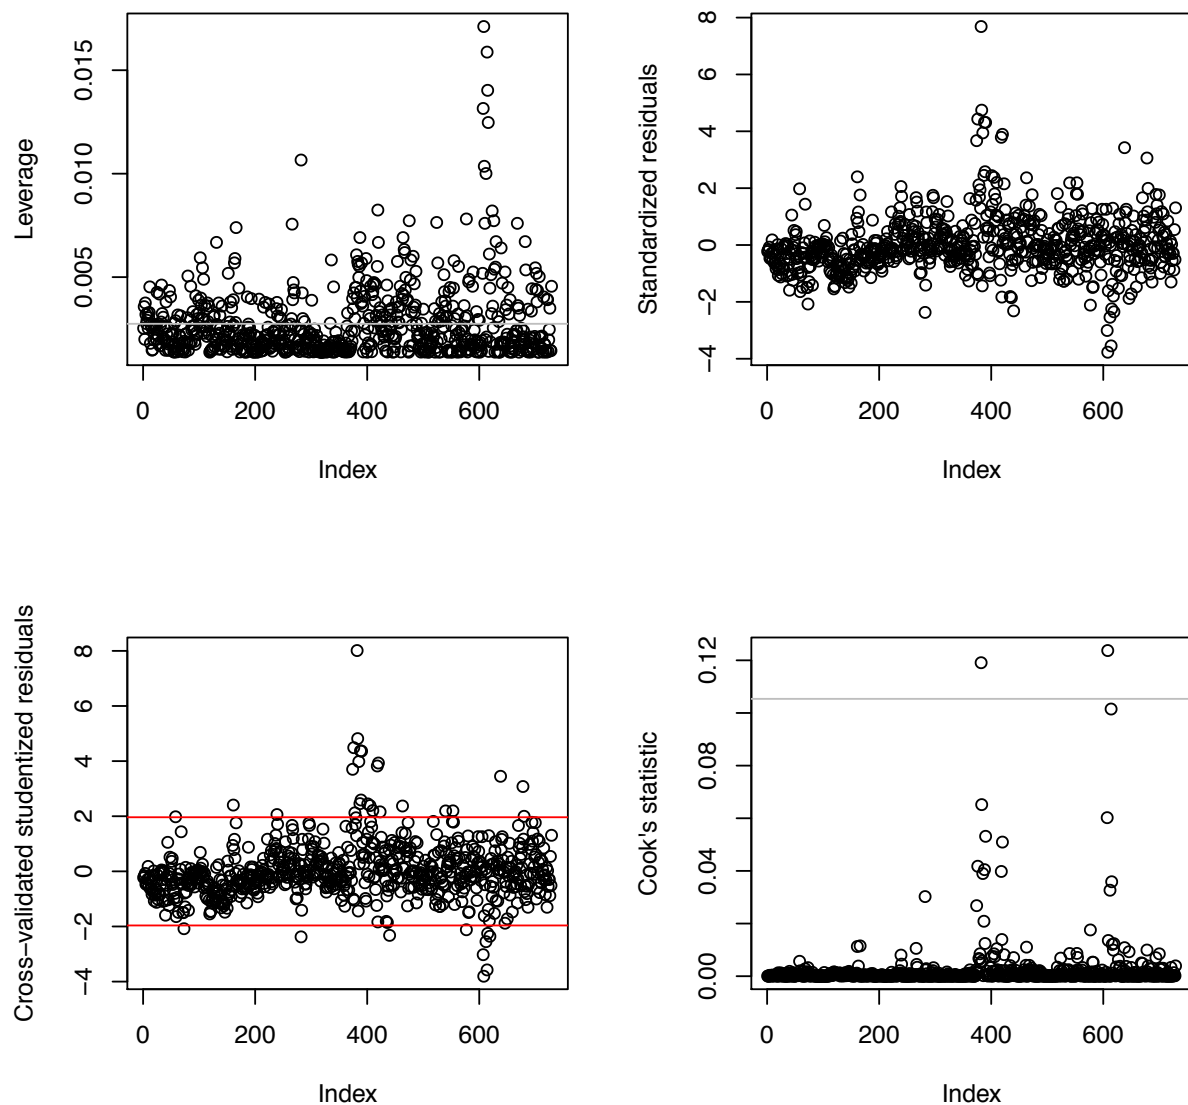 Leverage
0.005 0.010 0.015
0 200 400 600
Index
Standardized residuals
−4 −2 0 2 4 6 8
0 200 400 600
Index
Cross−validated studentized residuals
−4 −2 0 2 4 6 8
0 200 400 600
Index
Cook's statistic
0.00 0.04 0.08 0.12
0 200 400 600
Index